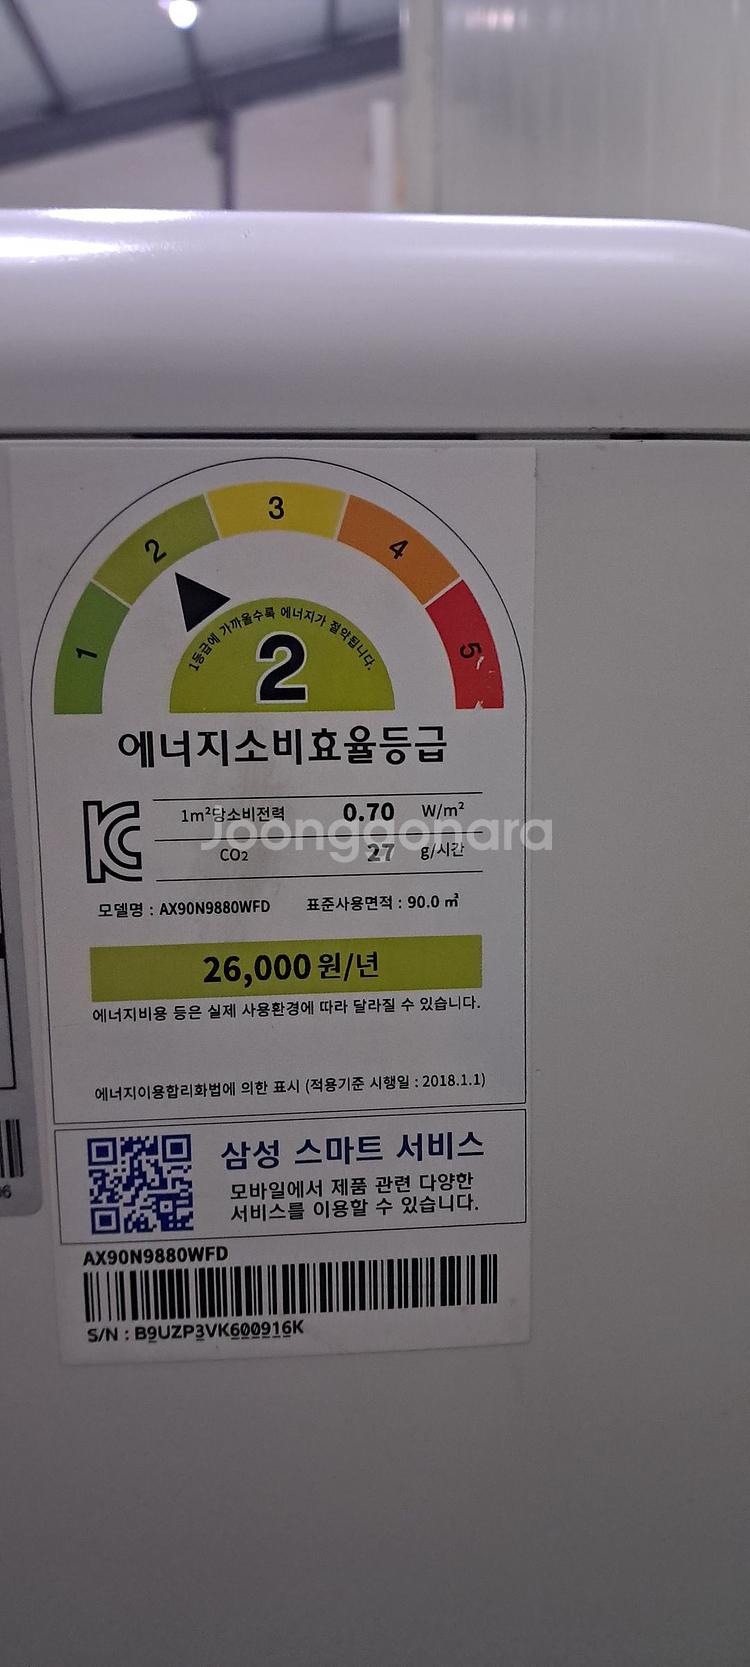 1
2
3
4
5
1등급에 가까울수록 에너지가 절약됩니다.
2
에너지소비효율등급
1m²당소비전력 0.70 W/m²
CO₂ 27 g/시간
모델명 : AX90N9880WFD 표준사용면적 : 90.0 ㎡
26,000원/년
에너지비용 등은 실제 사용환경에 따라 달라질 수 있습니다.
에너지이용합리화법에 의한 표시 (적용기준 시행일 : 2018.1.1)
삼성 스마트 서비스
모바일에서 제품 관련 다양한
서비스를 이용할 수 있습니다.
AX90N9880WFD
S/N : B9UZP3VK600916K
Joonggonara